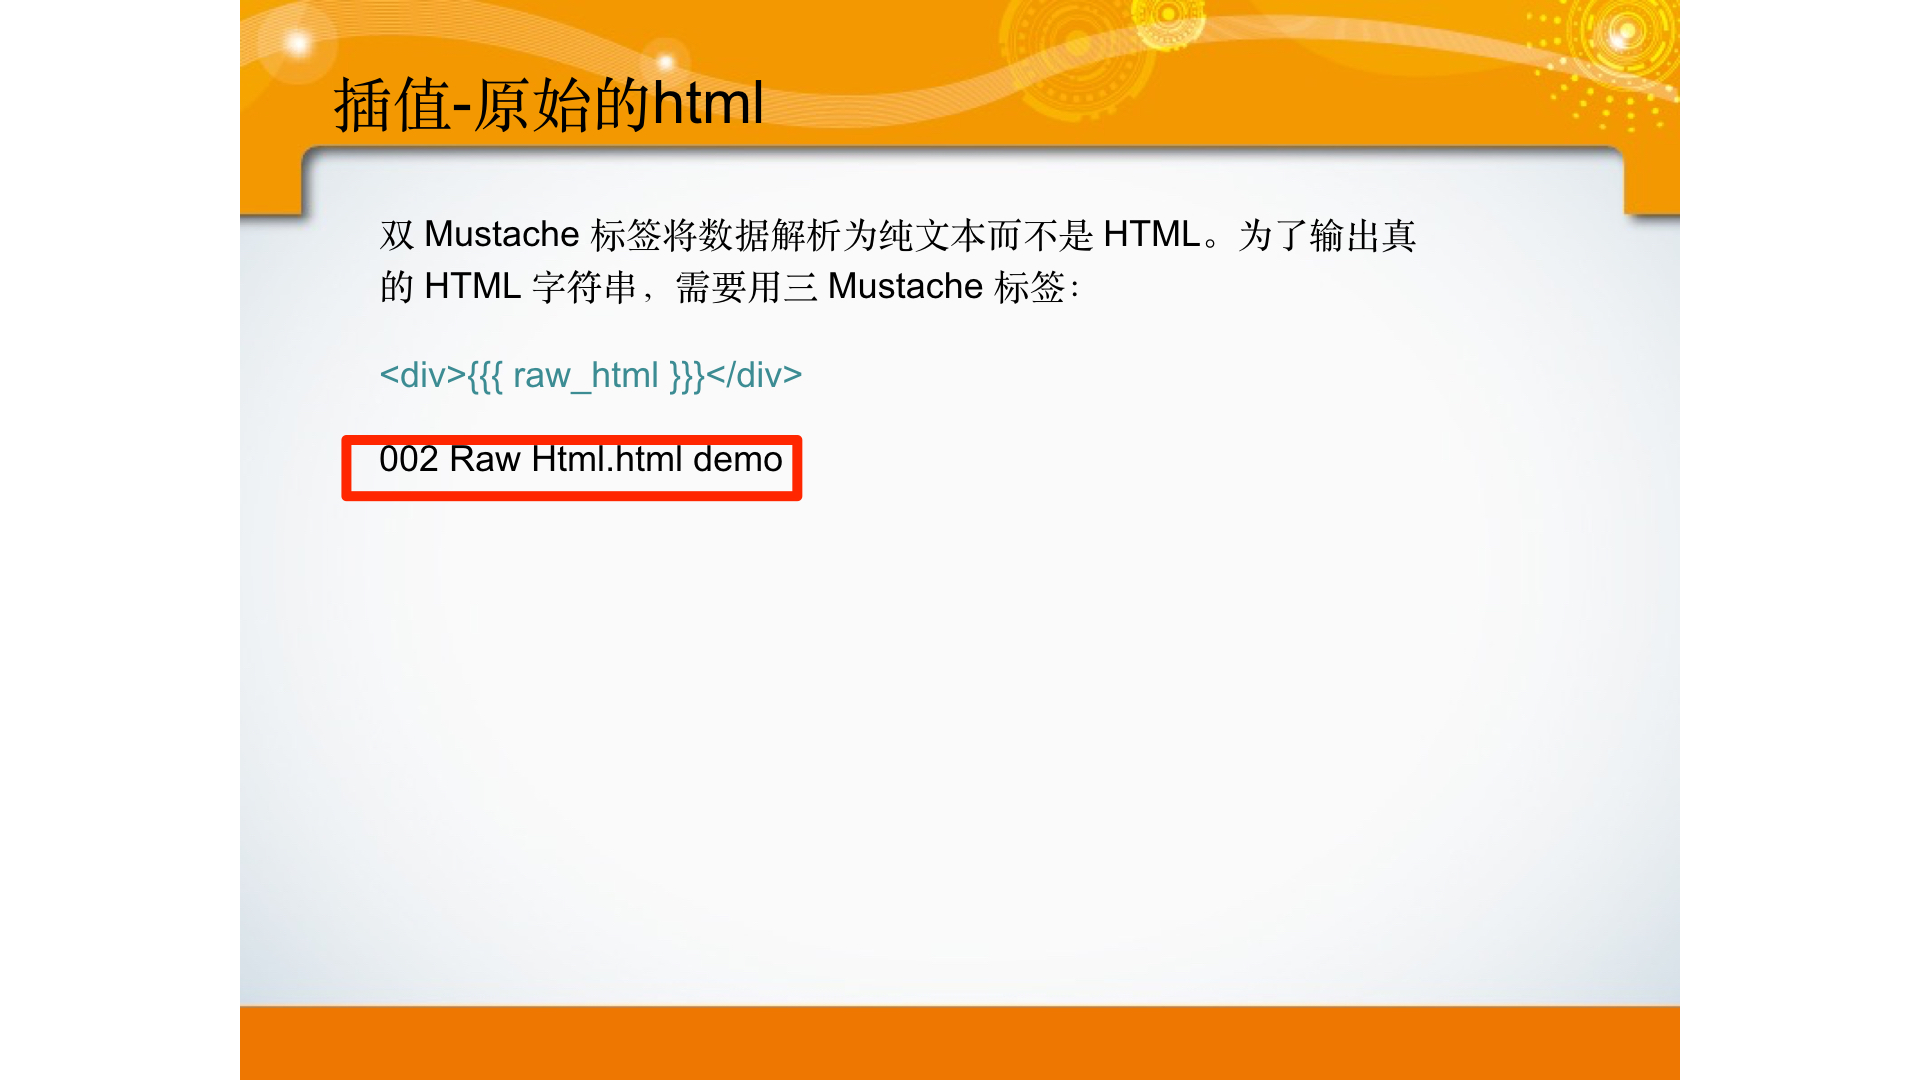 插值-原始的html
双 Mustache 标签将数据解析为纯文本而不是 HTML。为了输出真
的 HTML 字符串，需要用三 Mustache 标签：
<div>{{{ raw_html }}}</div>
002 Raw Html.html demo